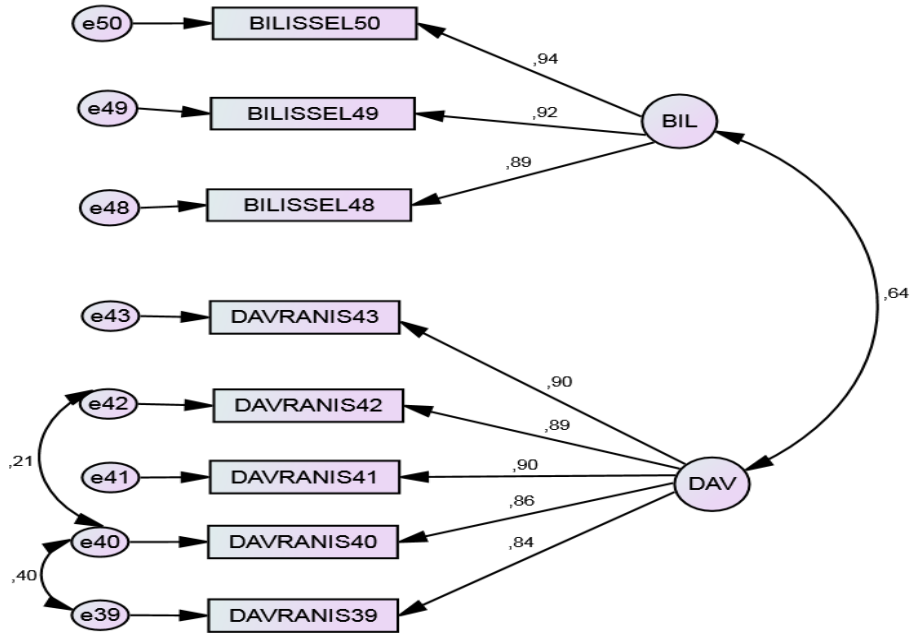 e50
BILISSEL50
,94
e49
BILISSEL49
,92
BIL
e48
BILISSEL48
,89
,64
e43
DAVRANIS43
,90
e42
DAVRANIS42
,89
,21
e41
DAVRANIS41
,90
DAV
e40
DAVRANIS40
,86
,40
e39
DAVRANIS39
,84